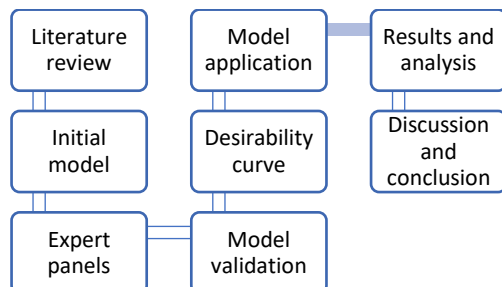 Literature
review
Initial
model
Expert
panels
Model
validation
Desirability
curve
Model
application
Results and
analysis
Discussion
and
conclusion